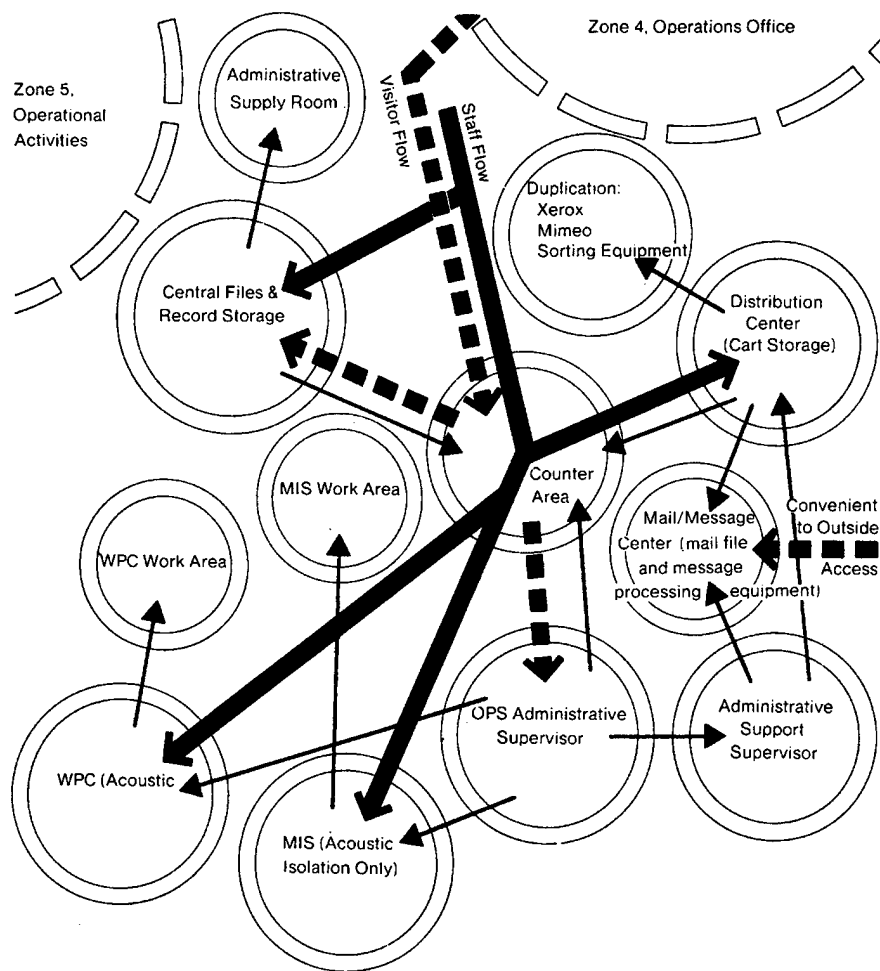 Zone 4, Operations Office
Zone 5,
Operational
Activities
Administrative
Supply Room
Visitor Flow
Staff Flow
Duplication:
Xerox
Mimeo
Sorting Equipment
Central Files &
Record Storage
Distribution
Center
(Cart Storage)
MIS Work Area
Counter
Area
WPC Work Area
Mail/Message
Center (mail file
and message
processing equipment)
Convenient
to Outside
Access
OPS Administrative
Supervisor
Administrative
Support
Supervisor
WPC (Acoustic
MIS (Acoustic
Isolation Only)